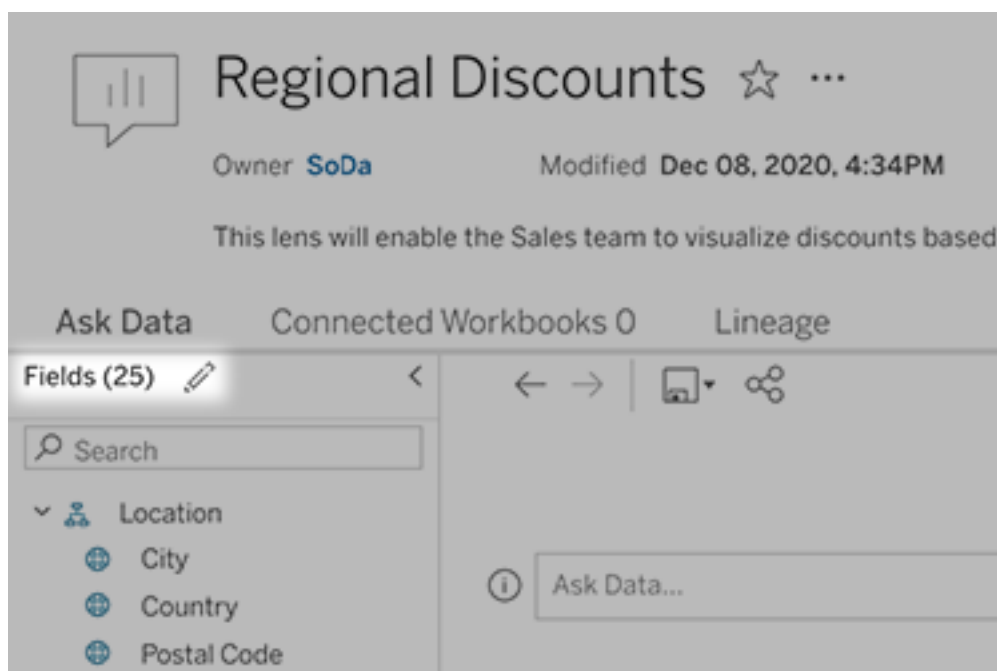 Regional Discounts
Owner SoDa Modified Dec 08, 2020, 4:34PM
This lens will enable the Sales team to visualize discounts based
Ask Data Connected Workbooks 0 Lineage
Fields (25)
Search
Location
City
Ask Data...
Country
Postal Code